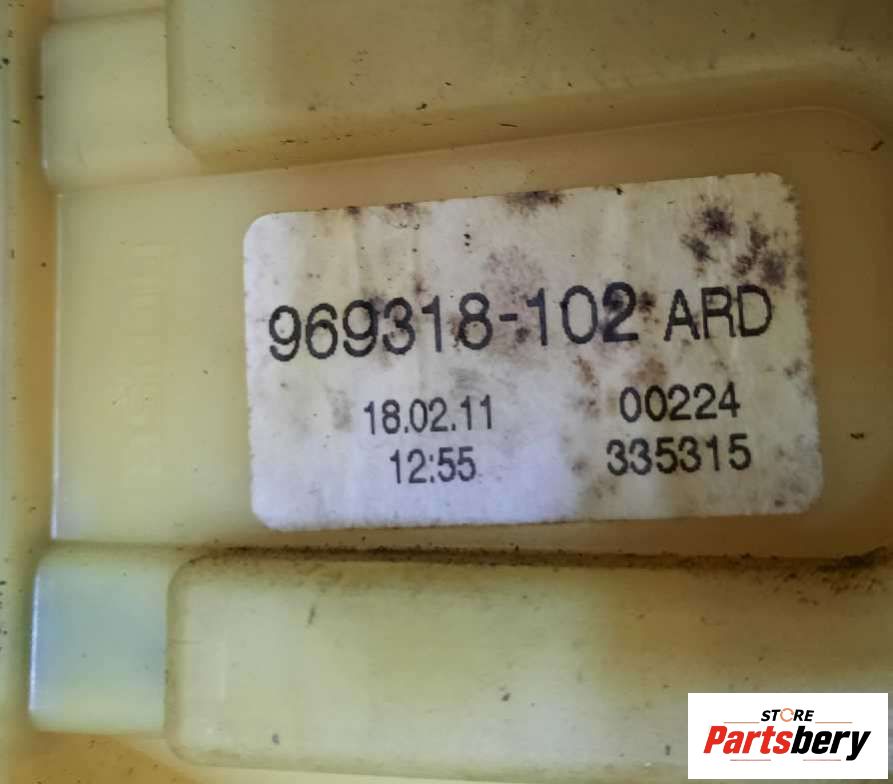 969318-102 ARD
18.02.11 00224
12:55 335315
STORE
Partsbery